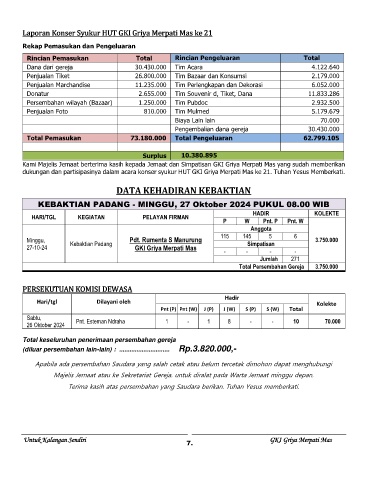 Laporan Konser Syukur HUT GKI Griya Merpati Mas ke 21
Rekap Pemasukan dan Pengeluaran
Rincian Pemasukan Total Rincian Pengeluaran Total
Dana dari gereja 30.430.000 Tim Acara 4.122.640
Penjualan Tiket 26.800.000 Tim Bazaar dan Konsumsi 2.179.000
Penjualan Marchandise 11.235.000 Tim Perlengkapan dan Dekorasi 6.052.000
Donatur 2.655.000 Tim Souvenir d, Tiket, Dana 11.833.286
Persembahan wilayah (Bazaar) 1.250.000 Tim Pubdoc 2.932.500
Penjualan Foto 810.000 Tim Mulmed 5.179.679
Biaya lain lain 70.000
Pengembalian dana gereja 30.430.000
Total Pemasukan 73.180.000 Total Pengeluaran 62.799.105
Surplus 10.380.895
Kami Majelis Jemaat berterima kasih kepada Jemaat dan Simpatisan GKI Griya Merpati Mas yang sudah memberikan
dukungan dan partisipasinya dalam acara konser syukur HUT GKI Griya Merpati Mas ke 21. Tuhan Yesus Memberkati.
DATA KEHADIRAN KEBAKTIAN
KEBAKTIAN PADANG - MINGGU, 27 Oktober 2024 PUKUL 08.00 WIB
HARI/TGL KEGIATAN PELAYAN FIRMAN HADIR KOLEKTE
P W Pnt. P Pnt. W
Anggota
115 145 5 6
Minggu, 27-10-24 Kebaktian Padang Pdt. Rumenta S Manurung GKI Griya Merpati Mas Simpatisan 3.750.000
- - - -
Jumlah 271
Total Persembahan Gereja 3.750.000
PERSEKUTUAN KOMISI DEWASA
Hari/tgl Dilayani oleh Hadir Kolekte
Pnt (P) Pnt (W) J (P) J (W) S (P) S (W) Total
Sabtu, 26 Oktober 2024 Pnt. Esteman Ndraha 1 - 1 8 - - 10 70.000
Total keseluruhan penerimaan persembahan gereja
(diluar persembahan lain-lain) : ............................ Rp.3.820.000,-
Apabila ada persembahan Saudara yang salah cetak atau belum tercetak dimohon dapat menghubungi
Majelis Jemaat atau ke Sekretariat Gereja, untuk diralat pada Warta Jemaat minggu depan.
Terima kasih atas persembahan yang Saudara berikan. Tuhan Yesus memberkati.
Untuk Kalangan Sendiri 7. GKI Griya Merpati Mas